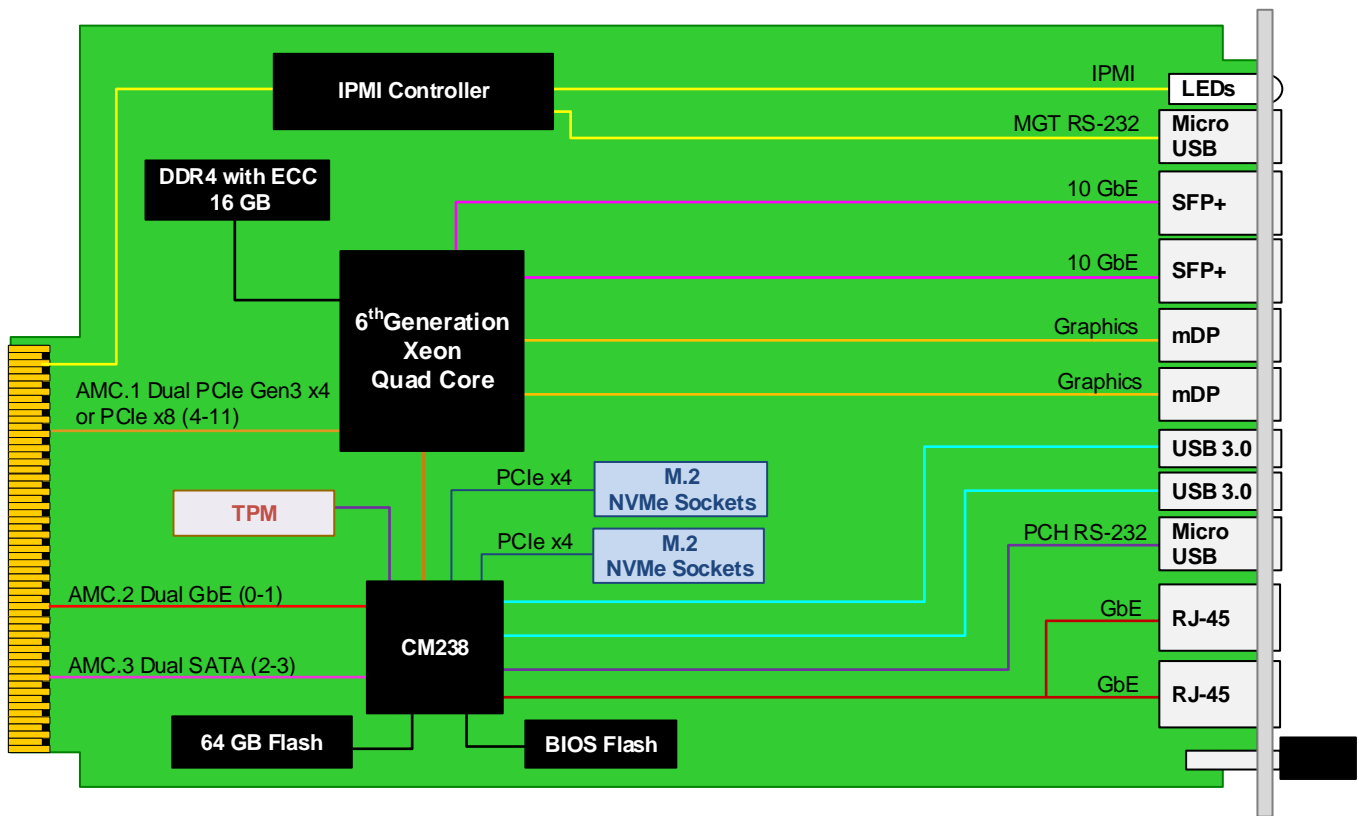 IPMI Controller
IPMI
LEDs
MGT RS-232
Micro
USB
DDR4 with ECC
16 GB
10 GbE
SFP+
10 GbE
SFP+
6thGeneration
Xeon
Quad Core
Graphics
mDP
Graphics
mDP
AMC.1 Dual PCIe Gen3 x4
or PCIe x8 (4-11)
USB 3.0
PCIe x4
M.2
NVMe Sockets
USB 3.0
TPM
PCIe x4
M.2
NVMe Sockets
PCH RS-232
Micro
USB
AMC.2 Dual GbE (0-1)
GbE
RJ-45
CM238
AMC.3 Dual SATA (2-3)
GbE
RJ-45
64 GB Flash
BIOS Flash